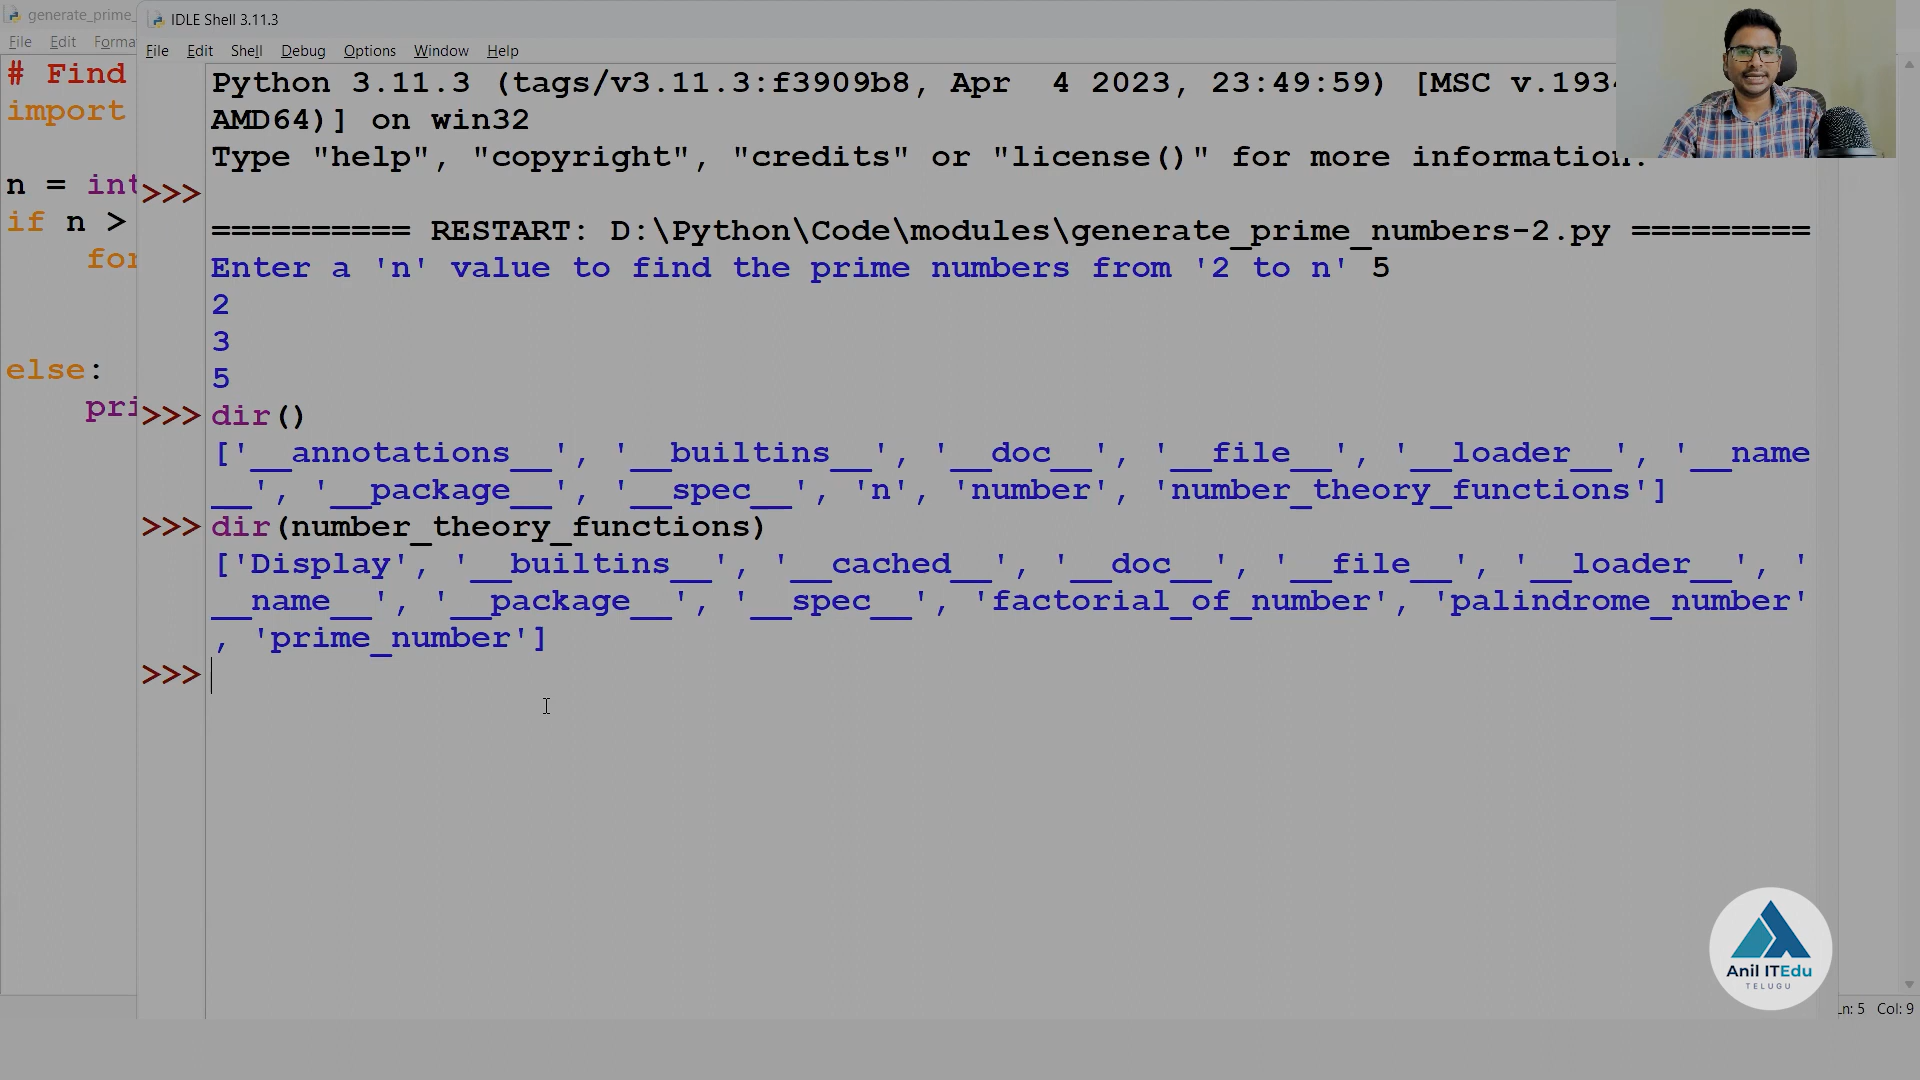 generate_prime_
File Edit Forma
# Find
import
n = int
if n >
for
else:
pri
IDLE Shell 3.11.3
File Edit Shell Debug Options Window Help
Python 3.11.3 (tags/v3.11.3:f3909b8, Apr  4 2023, 23:49:59) [MSC v.1934
AMD64)] on win32
Type "help", "copyright", "credits" or "license()" for more information.
>>>
========== RESTART: D:\Python\Code\modules\generate_prime_numbers-2.py =========
Enter a 'n' value to find the prime numbers from '2 to n' 5
2
3
5
>>> dir()
['__annotations__', '__builtins__', '__doc__', '__file__', '__loader__', '__name
__', '__package__', '__spec__', 'n', 'number', 'number_theory_functions']
>>> dir(number_theory_functions)
['Display', '__builtins__', '__cached__', '__doc__', '__file__', '__loader__', '
__name__', '__package__', '__spec__', 'factorial_of_number', 'palindrome_number'
, 'prime_number']
>>>
Anil ITEdu
TELUGU
Ln: 5 Col: 9